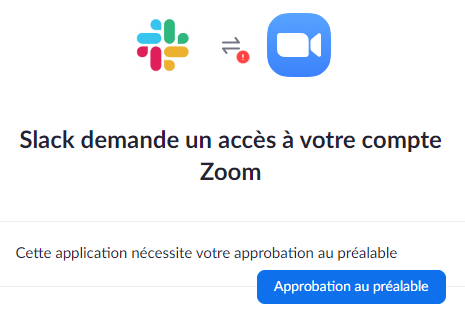 Slack demande un accès à votre compte
Zoom
Cette application nécessite votre approbation au préalable
Approbation au préalable